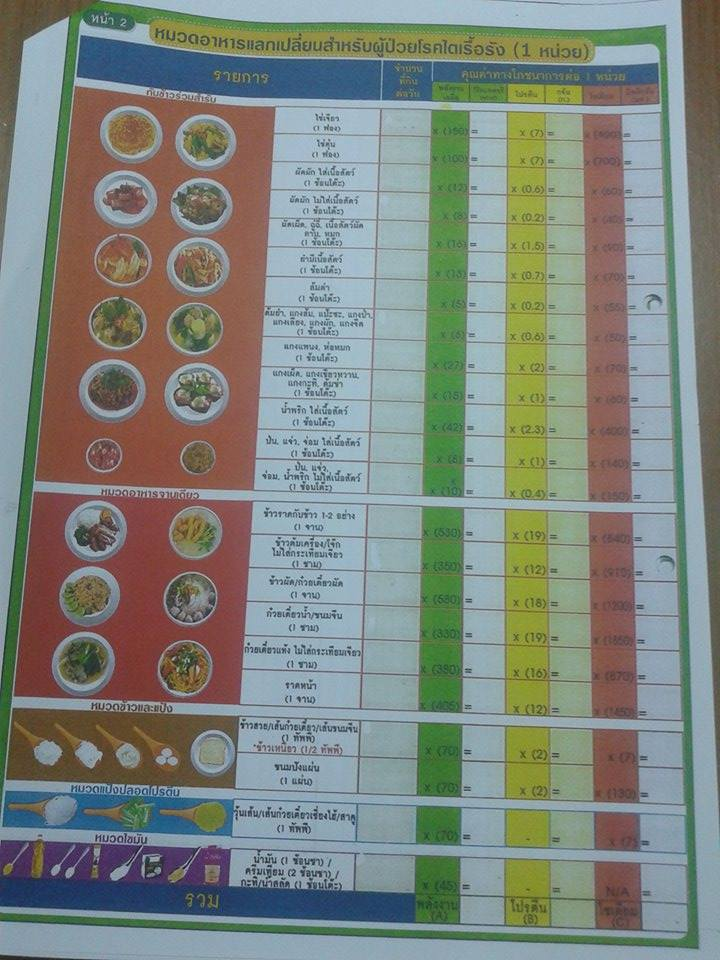 หน้า 2
หมวดอาหารแลกเปลี่ยนสำหรับผู้ป่วยโรคไตเรื้อรัง (1 หน่วย)
รายการ
จำนวน
ที่กิน
ต่อวัน
คุณค่าทางโภชนาการต่อ 1 หน่วย
พลังงาน
โปรตีน
กับข้าวร่วมสำรับ
ไข่เจียว
(1 ฟอง)
x (150) = x (7) =
ไข่ตุ๋น
(1 ฟอง)
x (100) = x (7) = x (700) =
ผัดผัก ใส่เนื้อสัตว์
(1 ช้อนโต๊ะ)
x (12) = x (0.6) = x (60) =
ผัดผัก ไม่ใส่เนื้อสัตว์
(1 ช้อนโต๊ะ)
x (8) = x (0.2) = x (40) =
ผัดเผ็ด, ฉู่ฉี่, เนื้อสัตว์ผัด
(1 ช้อนโต๊ะ)
x (16) = x (1.5) = x (90) =
ยำมีเนื้อสัตว์
(1 ช้อนโต๊ะ)
x (13) = x (0.7) = x (70) =
ส้มตำ
(1 ช้อนโต๊ะ)
x (5) = x (0.2) = x (55) =
ต้มยำ, แกงส้ม, แป๊ะซะ, แกงป่า,
แกงเลียง, แกงผัก, แกงจืด
(1 ช้อนโต๊ะ)
x (6) = x (0.6) = x (50) =
แกงแพนง, ห่อหมก
(1 ช้อนโต๊ะ)
x (27) = x (2) = x (70) =
แกงเผ็ด, แกงเขียวหวาน,
แกงกะทิ, ต้มข่า
(1 ช้อนโต๊ะ)
x (15) = x (1) = x (60) =
น้ำพริก ใส่เนื้อสัตว์
(1 ช้อนโต๊ะ)
x (42) = x (2.3) = x (400) =
ป่น, แจ่ว, จ่อม ใส่เนื้อสัตว์
(1 ช้อนโต๊ะ)
x (8) = x (1) = x (140) =
ป่น, แจ่ว,
จ่อม, น้ำพริก ไม่ใส่เนื้อสัตว์
(1 ช้อนโต๊ะ)
x (10) = x (0.4) = x (150) =
หมวดอาหารจานเดียว
ข้าวราดกับข้าว 1-2 อย่าง
(1 จาน)
x (530) = x (19) = x (840) =
ข้าวต้มเครื่อง/โจ๊ก
ไม่ใส่กระเทียมเจียว
(1 ชาม)
x (350) = x (12) = x (910) =
ข้าวผัด/ก๋วยเตี๋ยวผัด
(1 จาน)
x (580) = x (18) = x (1200) =
ก๋วยเตี๋ยวน้ำ/ขนมจีน
(1 ชาม)
x (330) = x (19) =
ก๋วยเตี๋ยวแห้ง ไม่ใส่กระเทียมเจียว
(1 ชาม)
x (380) = x (16) = x (870) =
ราดหน้า
(1 จาน)
x (405) = x (12) = x (1450) =
หมวดข้าวและแป้ง
ข้าวสวย/เส้นก๋วยเตี๋ยว/เส้นขนมจีน
(1 ทัพพี)
*ข้าวเหนียว (1/2 ทัพพี)
x (70) = x (2) = x (7) =
ขนมปังแผ่น
(1 แผ่น)
x (70) = x (2) = x (130) =
หมวดแป้งปลอดโปรตีน
วุ้นเส้น/เส้นก๋วยเตี๋ยวเซี่ยงไฮ้/สาคู
(1 ทัพพี)
x (70) = - = x (7) =
หมวดไขมัน
น้ำมัน (1 ช้อนชา) /
ครีมเทียม (2 ช้อนชา) /
กะทิ/น้ำสลัด (1 ช้อนโต๊ะ)
x (45) = - = N/A =
รวม
พลังงาน
(A)
โปรตีน
(B)
โซเดียม
(C)